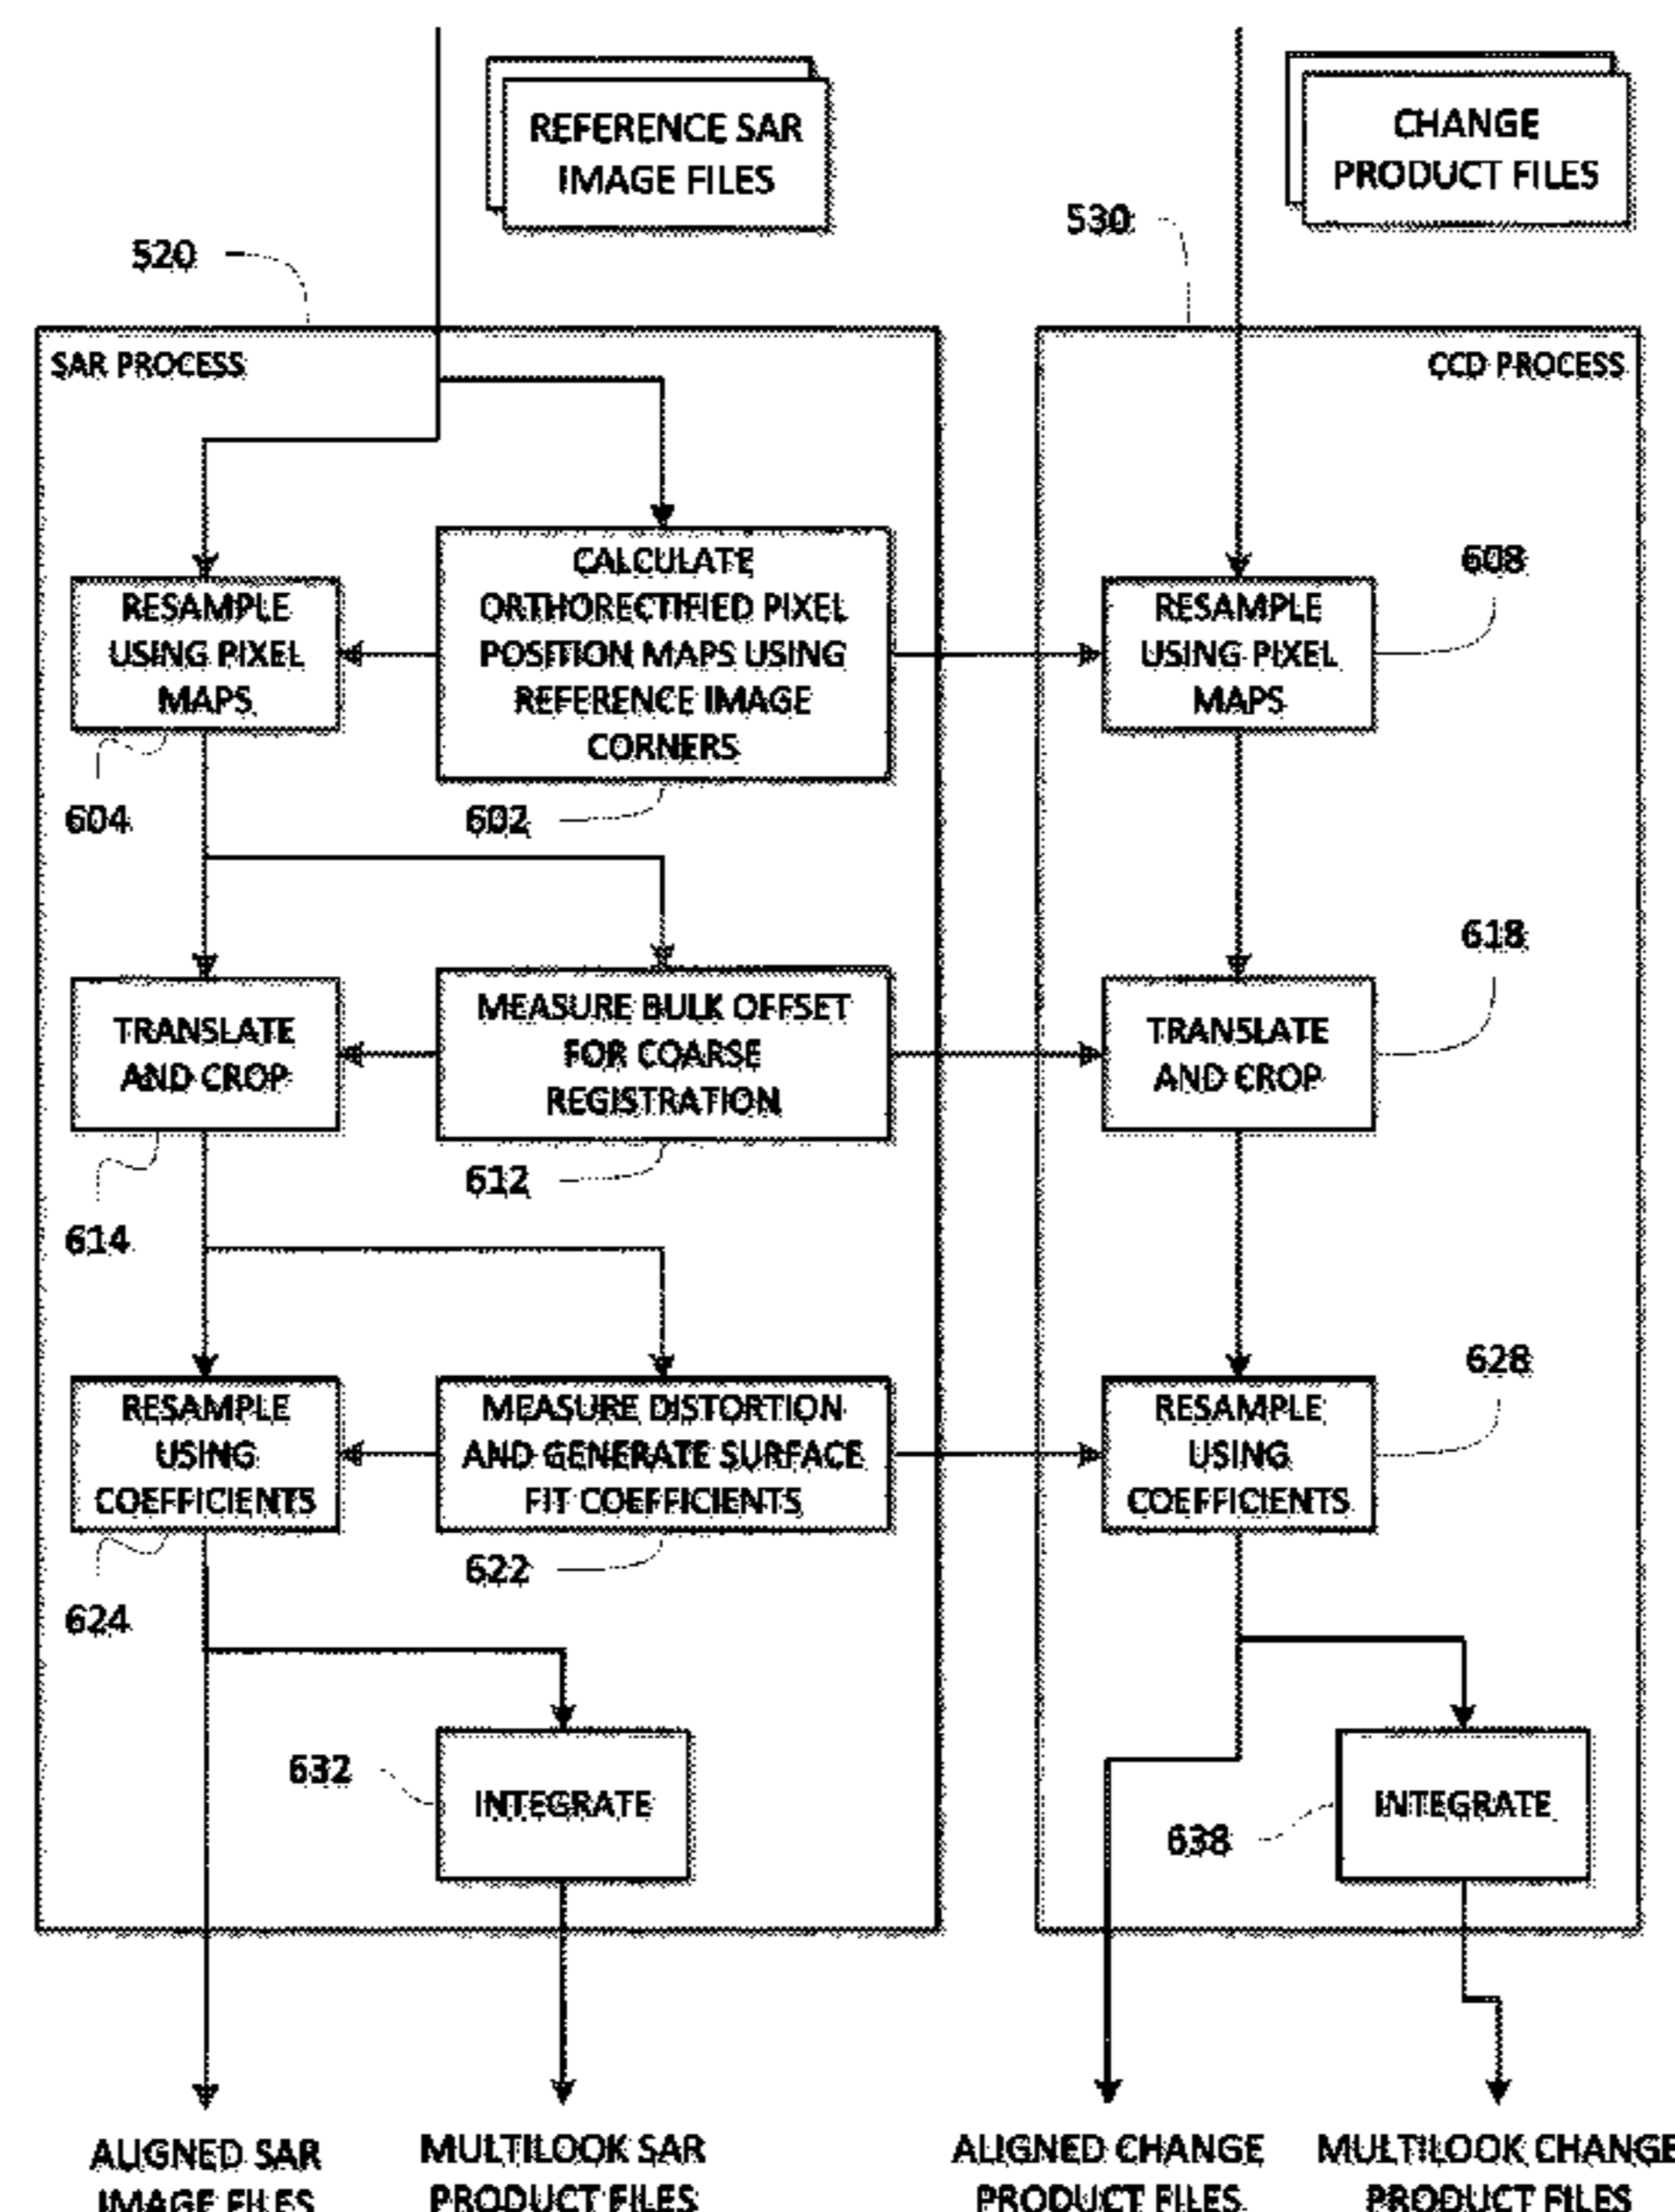 REFERENCE SAR
IMAGE FILES
CHANGE
PRODUCT FILES
520
530
SAR PROCESS
CCD PROCESS
RESAMPLE
USING PIXEL
MAPS
604
CALCULATE
ORTHORECTIFIED PIXEL
POSITION MAPS USING
REFERENCE IMAGE
CORNERS
602
RESAMPLE
USING PIXEL
MAPS
608
TRANSLATE
AND CROP
614
MEASURE BULK OFFSET
FOR COARSE
REGISTRATION
612
TRANSLATE
AND CROP
618
RESAMPLE
USING
COEFFICIENTS
624
MEASURE DISTORTION
AND GENERATE SURFACE
FIT COEFFICIENTS
622
RESAMPLE
USING
COEFFICIENTS
628
632
INTEGRATE
638
INTEGRATE
ALIGNED SAR
IMAGE FILES
MULTILOOK SAR
PRODUCT FILES
ALIGNED CHANGE
PRODUCT FILES
MULTILOOK CHANGE
PRODUCT FILES